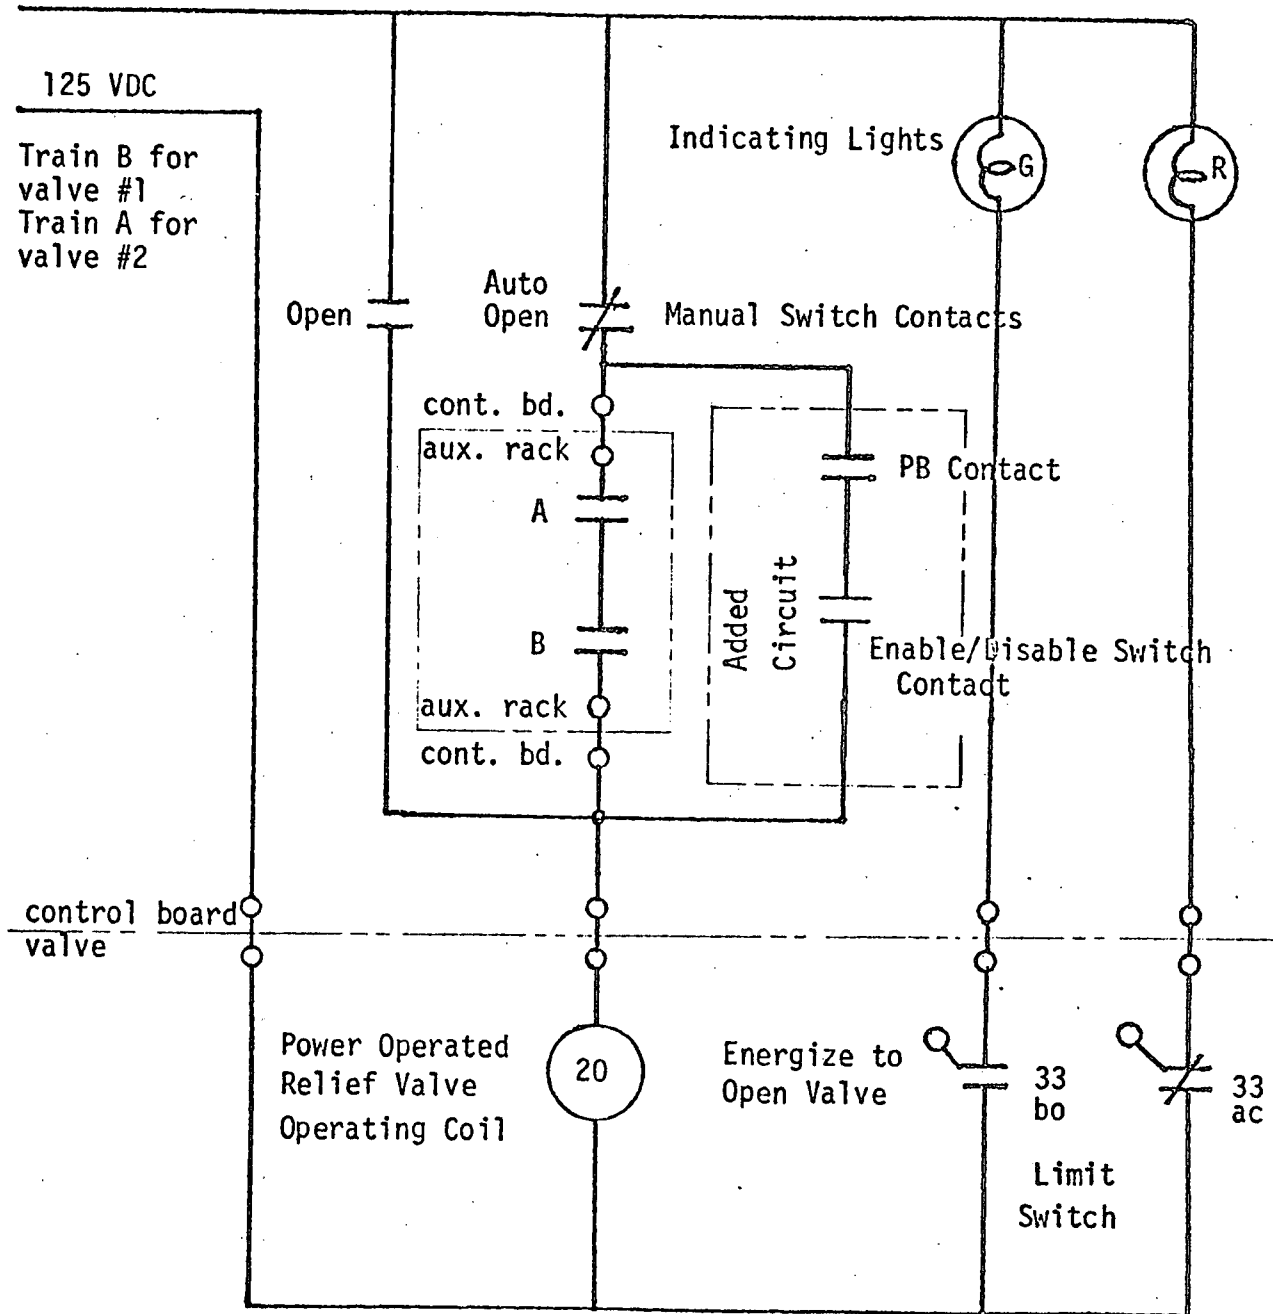 125 VDC
Train B for
valve #1
Train A for
valve #2
Indicating Lights
G
R
Open
Auto
Open
Manual Switch Contacts
cont. bd.
aux. rack
A
B
aux. rack
cont. bd.
PB Contact
Added
Circuit
Enable/Disable Switch
Contact
control board
valve
Power Operated
Relief Valve
Operating Coil
20
Energize to
Open Valve
33
bo
33
ac
Limit
Switch